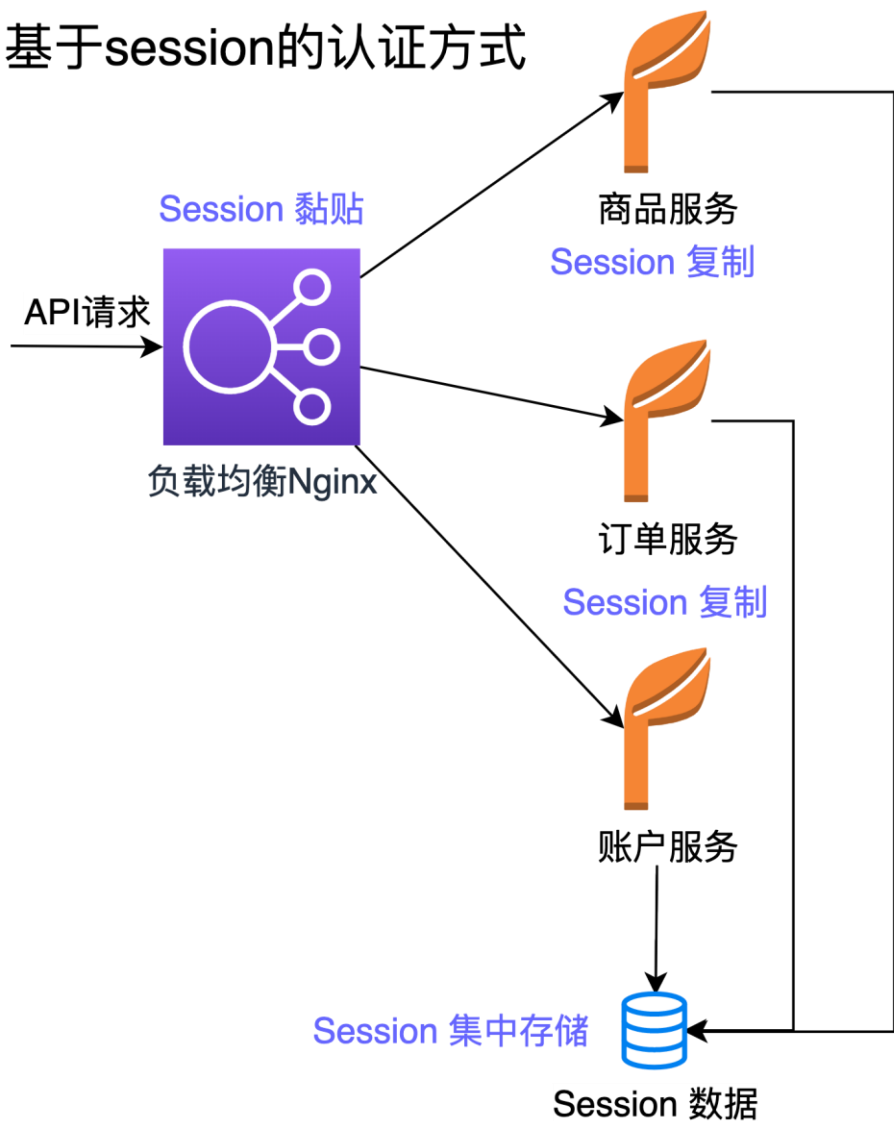 基于session的认证方式
Session 黏贴
API请求
负载均衡Nginx
商品服务
Session 复制
订单服务
Session 复制
账户服务
Session 集中存储
Session 数据